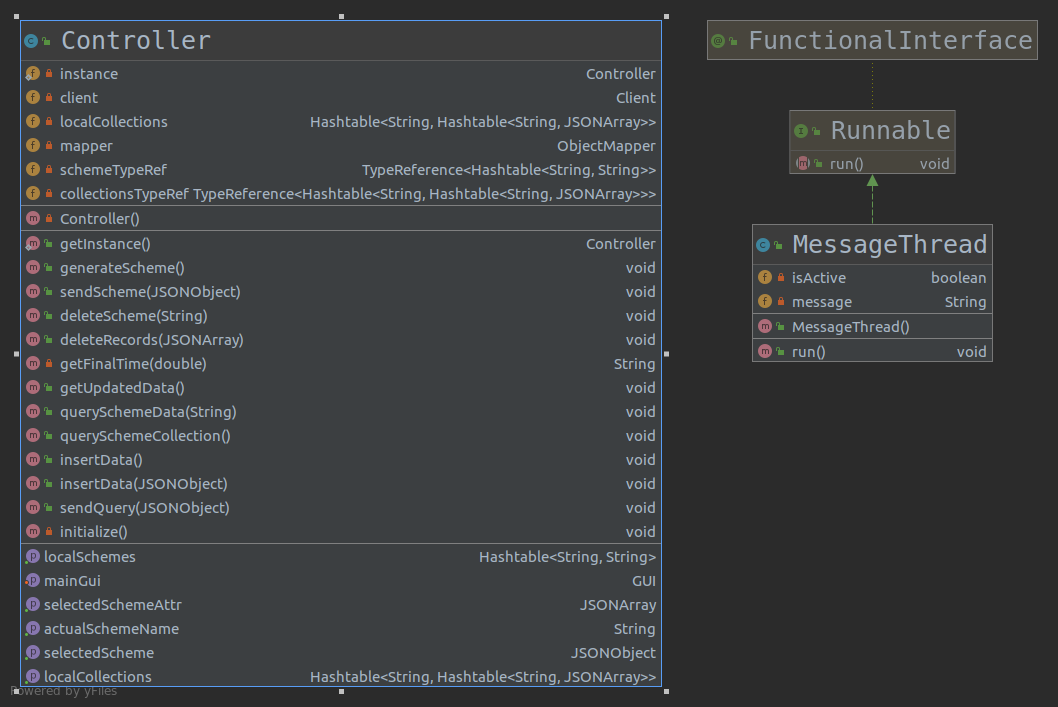 Controller
instance Controller
client Client
localCollections Hashtable<String, Hashtable<String, JSONArray>>
mapper ObjectMapper
schemeTypeRef TypeReference<Hashtable<String, String>>
collectionsTypeRef TypeReference<Hashtable<String, Hashtable<String, JSONArray>>>
Controller()
getInstance() Controller
generateScheme() void
sendScheme(JSONObject) void
deleteScheme(String) void
deleteRecords(JSONArray) void
getFinalTime(double) String
getUpdatedData() void
querySchemeData(String) void
querySchemeCollection() void
insertData() void
insertData(JSONObject) void
sendQuery(JSONObject) void
initialize() void
localSchemes Hashtable<String, String>
mainGui GUI
selectedSchemeAttr JSONArray
actualSchemeName String
selectedScheme JSONObject
localCollections Hashtable<String, Hashtable<String, JSONArray>>
Powered by yFiles
FunctionalInterface
Runnable
run() void
MessageThread
isActive boolean
message String
MessageThread()
run() void